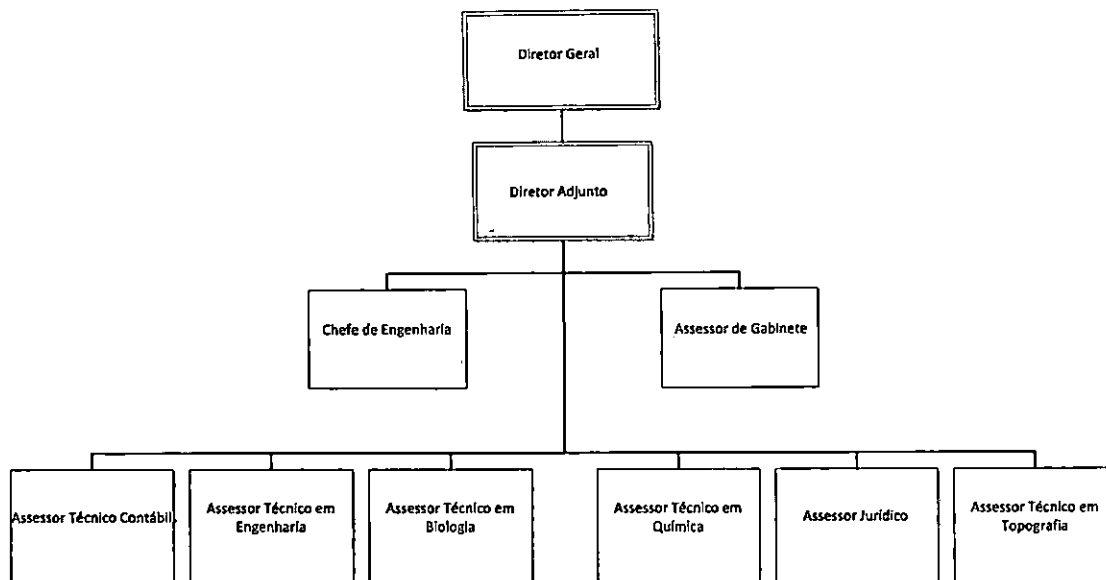 Diretor Geral
Diretor Adjunto
Chefe de Engenharia
Assessor de Gabinete
Assessor Técnico Contábil
Assessor Técnico em
Engenharia
Assessor Técnico em
Biologia
Assessor Técnico em
Química
Assessor Jurídico
Assessor Técnico em
Topografia